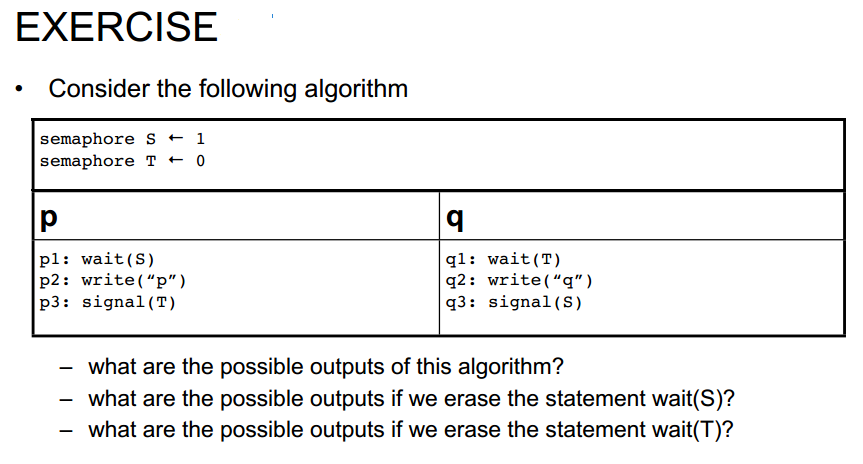 EXERCISE
• Consider the following algorithm
semaphore S ← 1
semaphore T ← 0
p
q
p1: wait(S)
p2: write(“p”)
p3: signal(T)
q1: wait(T)
q2: write(“q”)
q3: signal(S)
– what are the possible outputs of this algorithm?
– what are the possible outputs if we erase the statement wait(S)?
– what are the possible outputs if we erase the statement wait(T)?